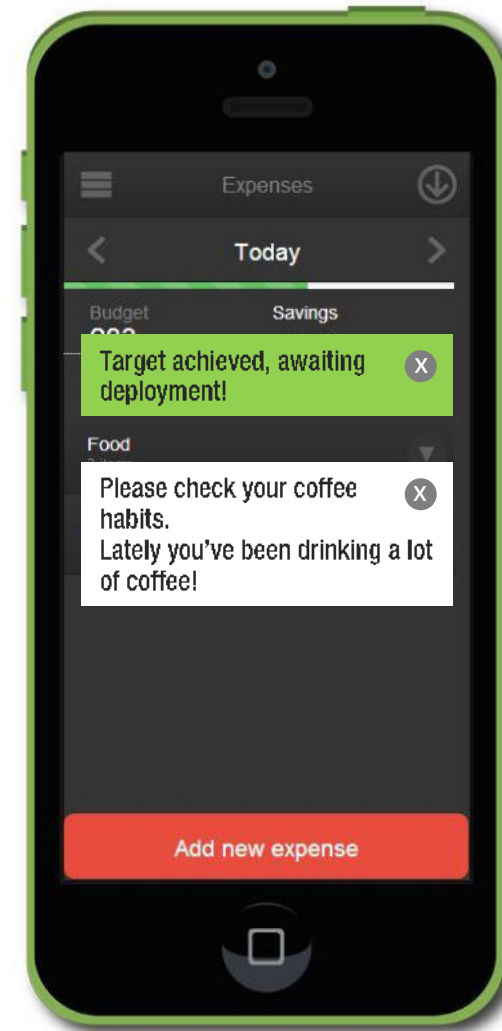 Expenses
Today
Budget
Savings
Target achieved, awaiting
deployment!
X
Food
Please check your coffee
habits.
Lately you've been drinking a lot
of coffee!
X
Add new expense